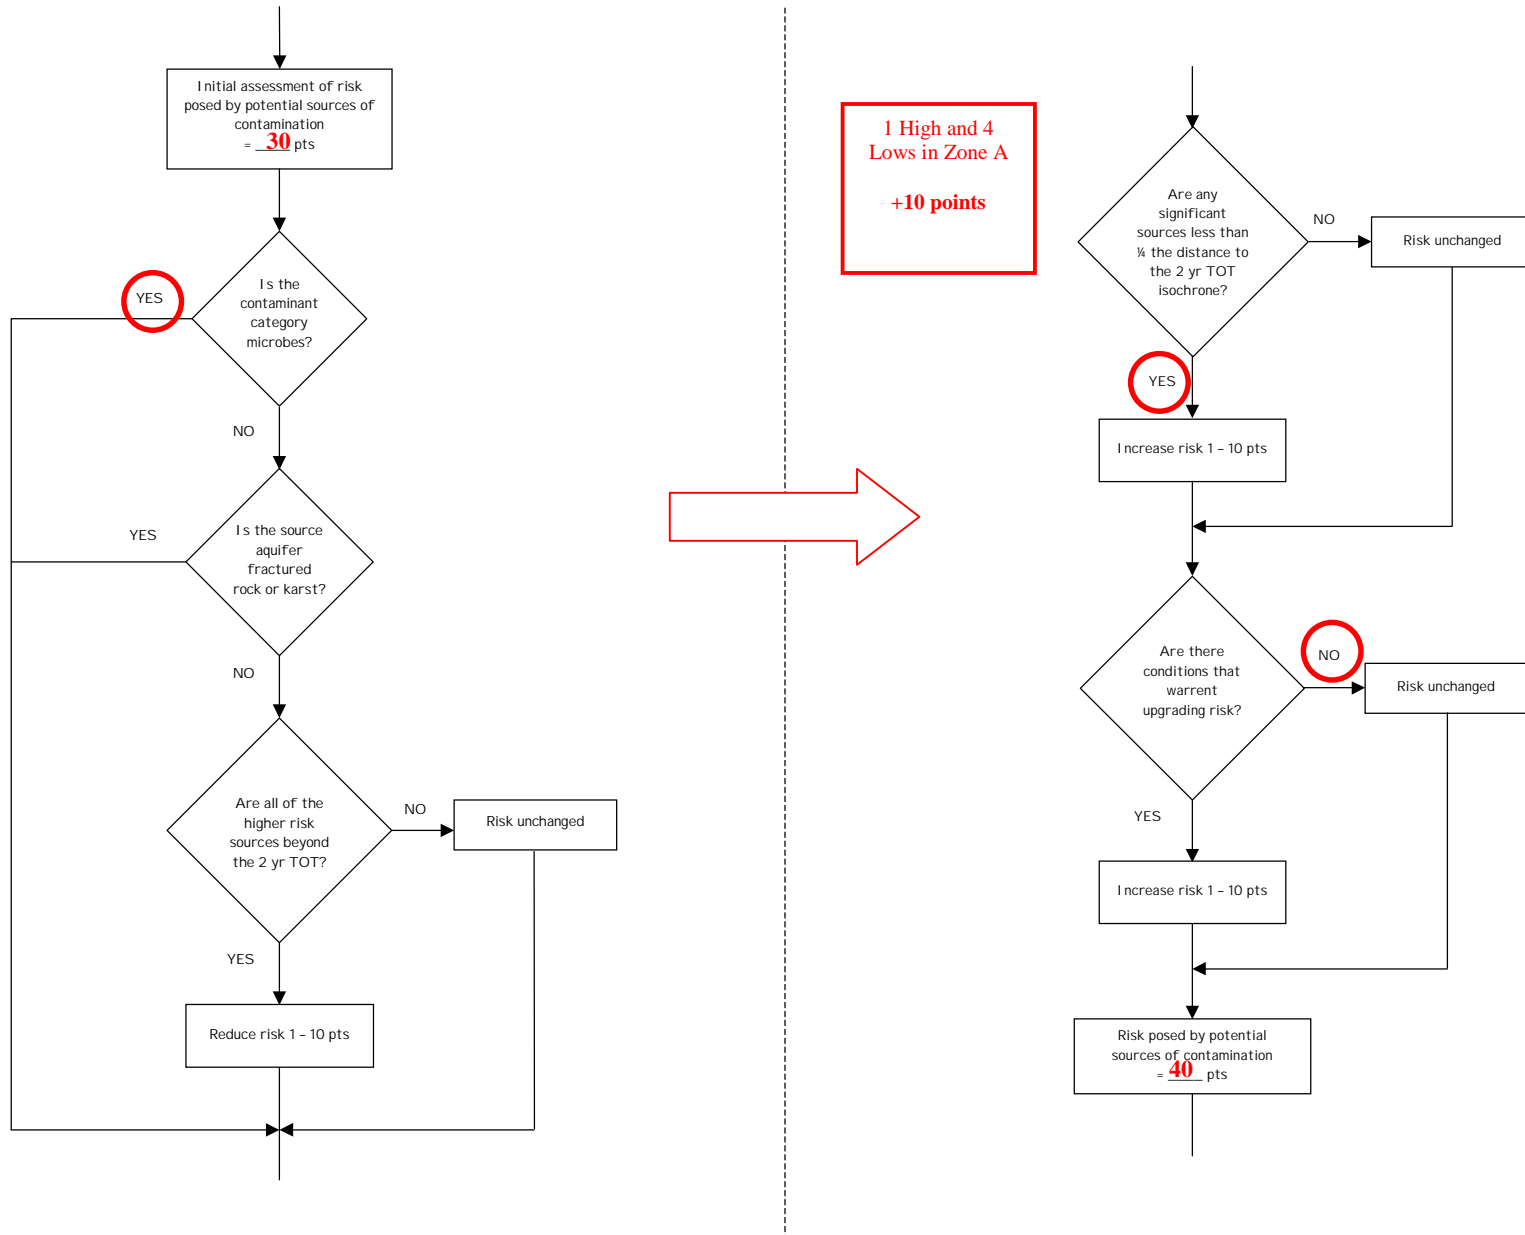 Initial assessment of risk
posed by potential sources of
contamination
= __30__ pts
Is the
contaminant
category
microbes?
YES
NO
Is the source
aquifer
fractured
rock or karst?
YES
NO
Are all of the
higher risk
sources beyond
the 2 yr TOT?
NO
Risk unchanged
YES
Reduce risk 1 – 10 pts
1 High and 4
Lows in Zone A
+10 points
Are any
significant
sources less than
¼ the distance to
the 2 yr TOT
isochrone?
NO
Risk unchanged
YES
Increase risk 1 – 10 pts
Are there
conditions that
warrent
upgrading risk?
NO
Risk unchanged
YES
Increase risk 1 – 10 pts
Risk posed by potential
sources of contamination
= __40__ pts